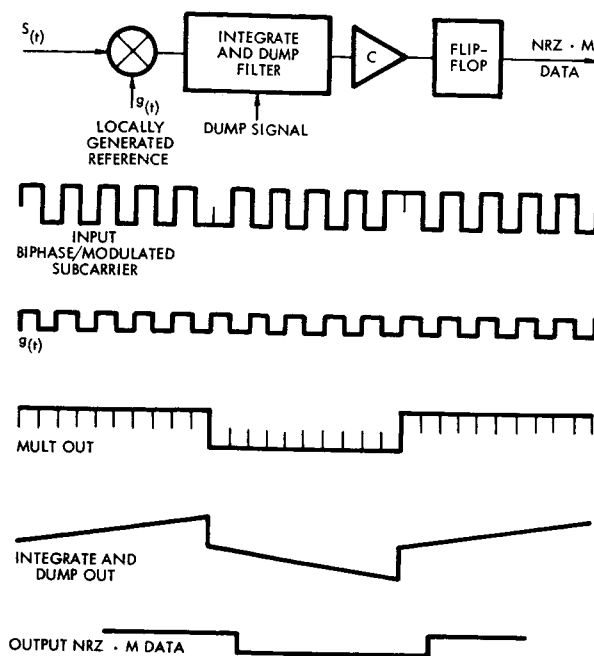 S(t)
INTEGRATE
AND DUMP
FILTER
C
FLIP-
FLOP
NRZ · M
DATA
g(t)
LOCALLY
GENERATED
REFERENCE
DUMP SIGNAL
INPUT
BIPHASE/MODULATED
SUBCARRIER
g(t)
MULT OUT
INTEGRATE AND
DUMP OUT
OUTPUT NRZ · M DATA